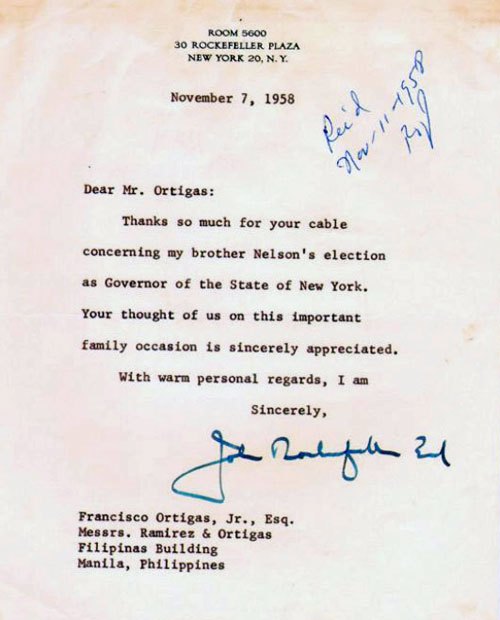 ROOM 5600
30 ROCKEFELLER PLAZA
NEW YORK 20, N.Y.
November 7, 1958
Rec'd
Nov-11-1958
Dear Mr. Ortigas:
Thanks so much for your cable
concerning my brother Nelson's election
as Governor of the State of New York.
Your thought of us on this important
family occasion is sincerely appreciated.
With warm personal regards, I am
Sincerely,
John Rockefeller 3rd
Francisco Ortigas, Jr., Esq.
Messrs. Ramirez & Ortigas
Filipinas Building
Manila, Philippines